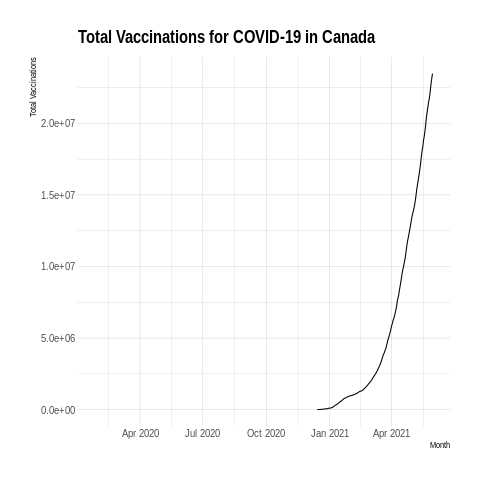 Total Vaccinations for COVID-19 in Canada
Total Vaccinations
2.0e+07
1.5e+07
1.0e+07
5.0e+06
0.0e+00
Apr 2020 Jul 2020 Oct 2020 Jan 2021 Apr 2021
Month